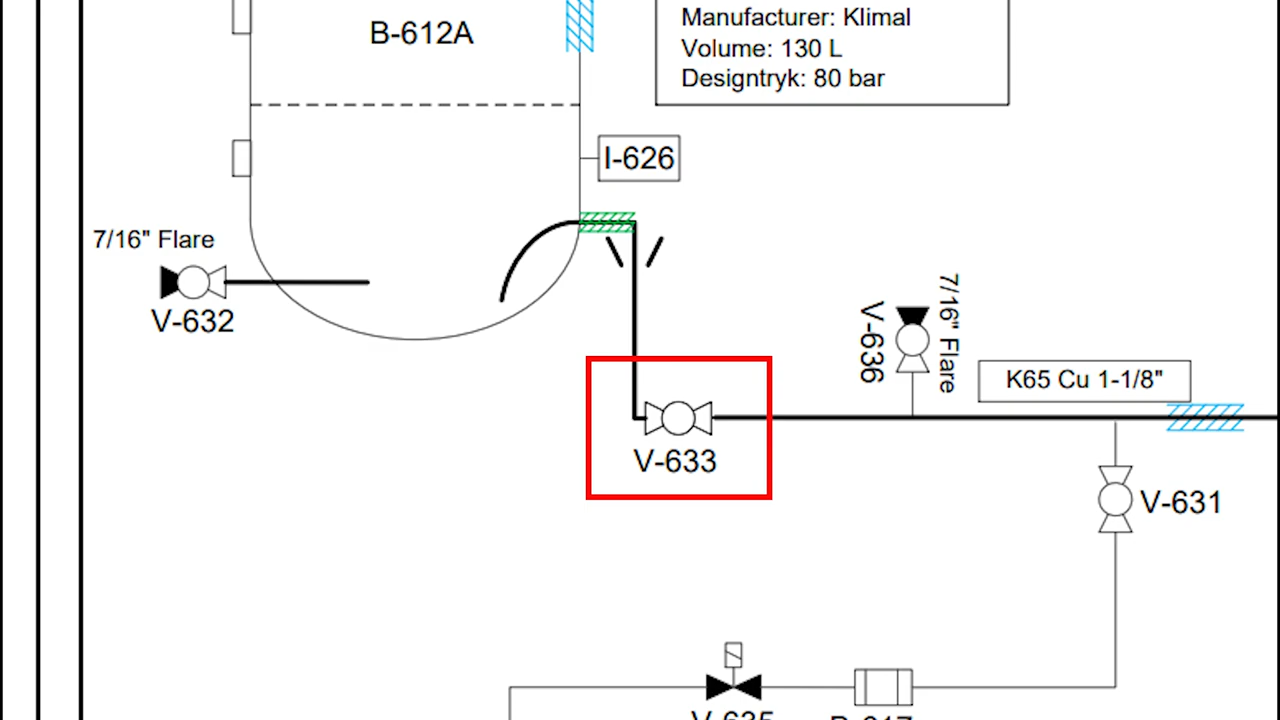 B-612A
Manufacturer: Klimal
Volume: 130 L
Designtryk: 80 bar
I-626
7/16" Flare
V-632
V-636
7/16" Flare
K65 Cu 1-1/8"
V-633
V-631
V-635